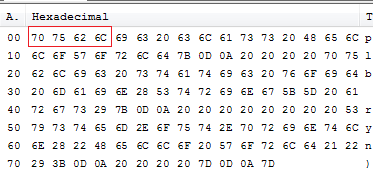 A. Hexadecimal T
00 70 75 62 6C 69 63 20 63 6C 61 73 73 20 48 65 6C p
10 6C 6F 57 6F 72 6C 64 7B 0D 0A 20 20 20 20 70 75 l
20 62 6C 69 63 20 73 74 61 74 69 63 20 76 6F 69 64 b
30 20 6D 61 69 6E 28 53 74 72 69 6E 67 5B 5D 20 61
40 72 67 73 29 7B 0D 0A 20 20 20 20 20 20 20 20 53 r
50 79 73 74 65 6D 2E 6F 75 74 2E 70 72 69 6E 74 6C y
60 6E 28 22 48 65 6C 6C 6F 20 57 6F 72 6C 64 21 22 n
70 29 3B 0D 0A 20 20 20 20 7D 0D 0A 7D )